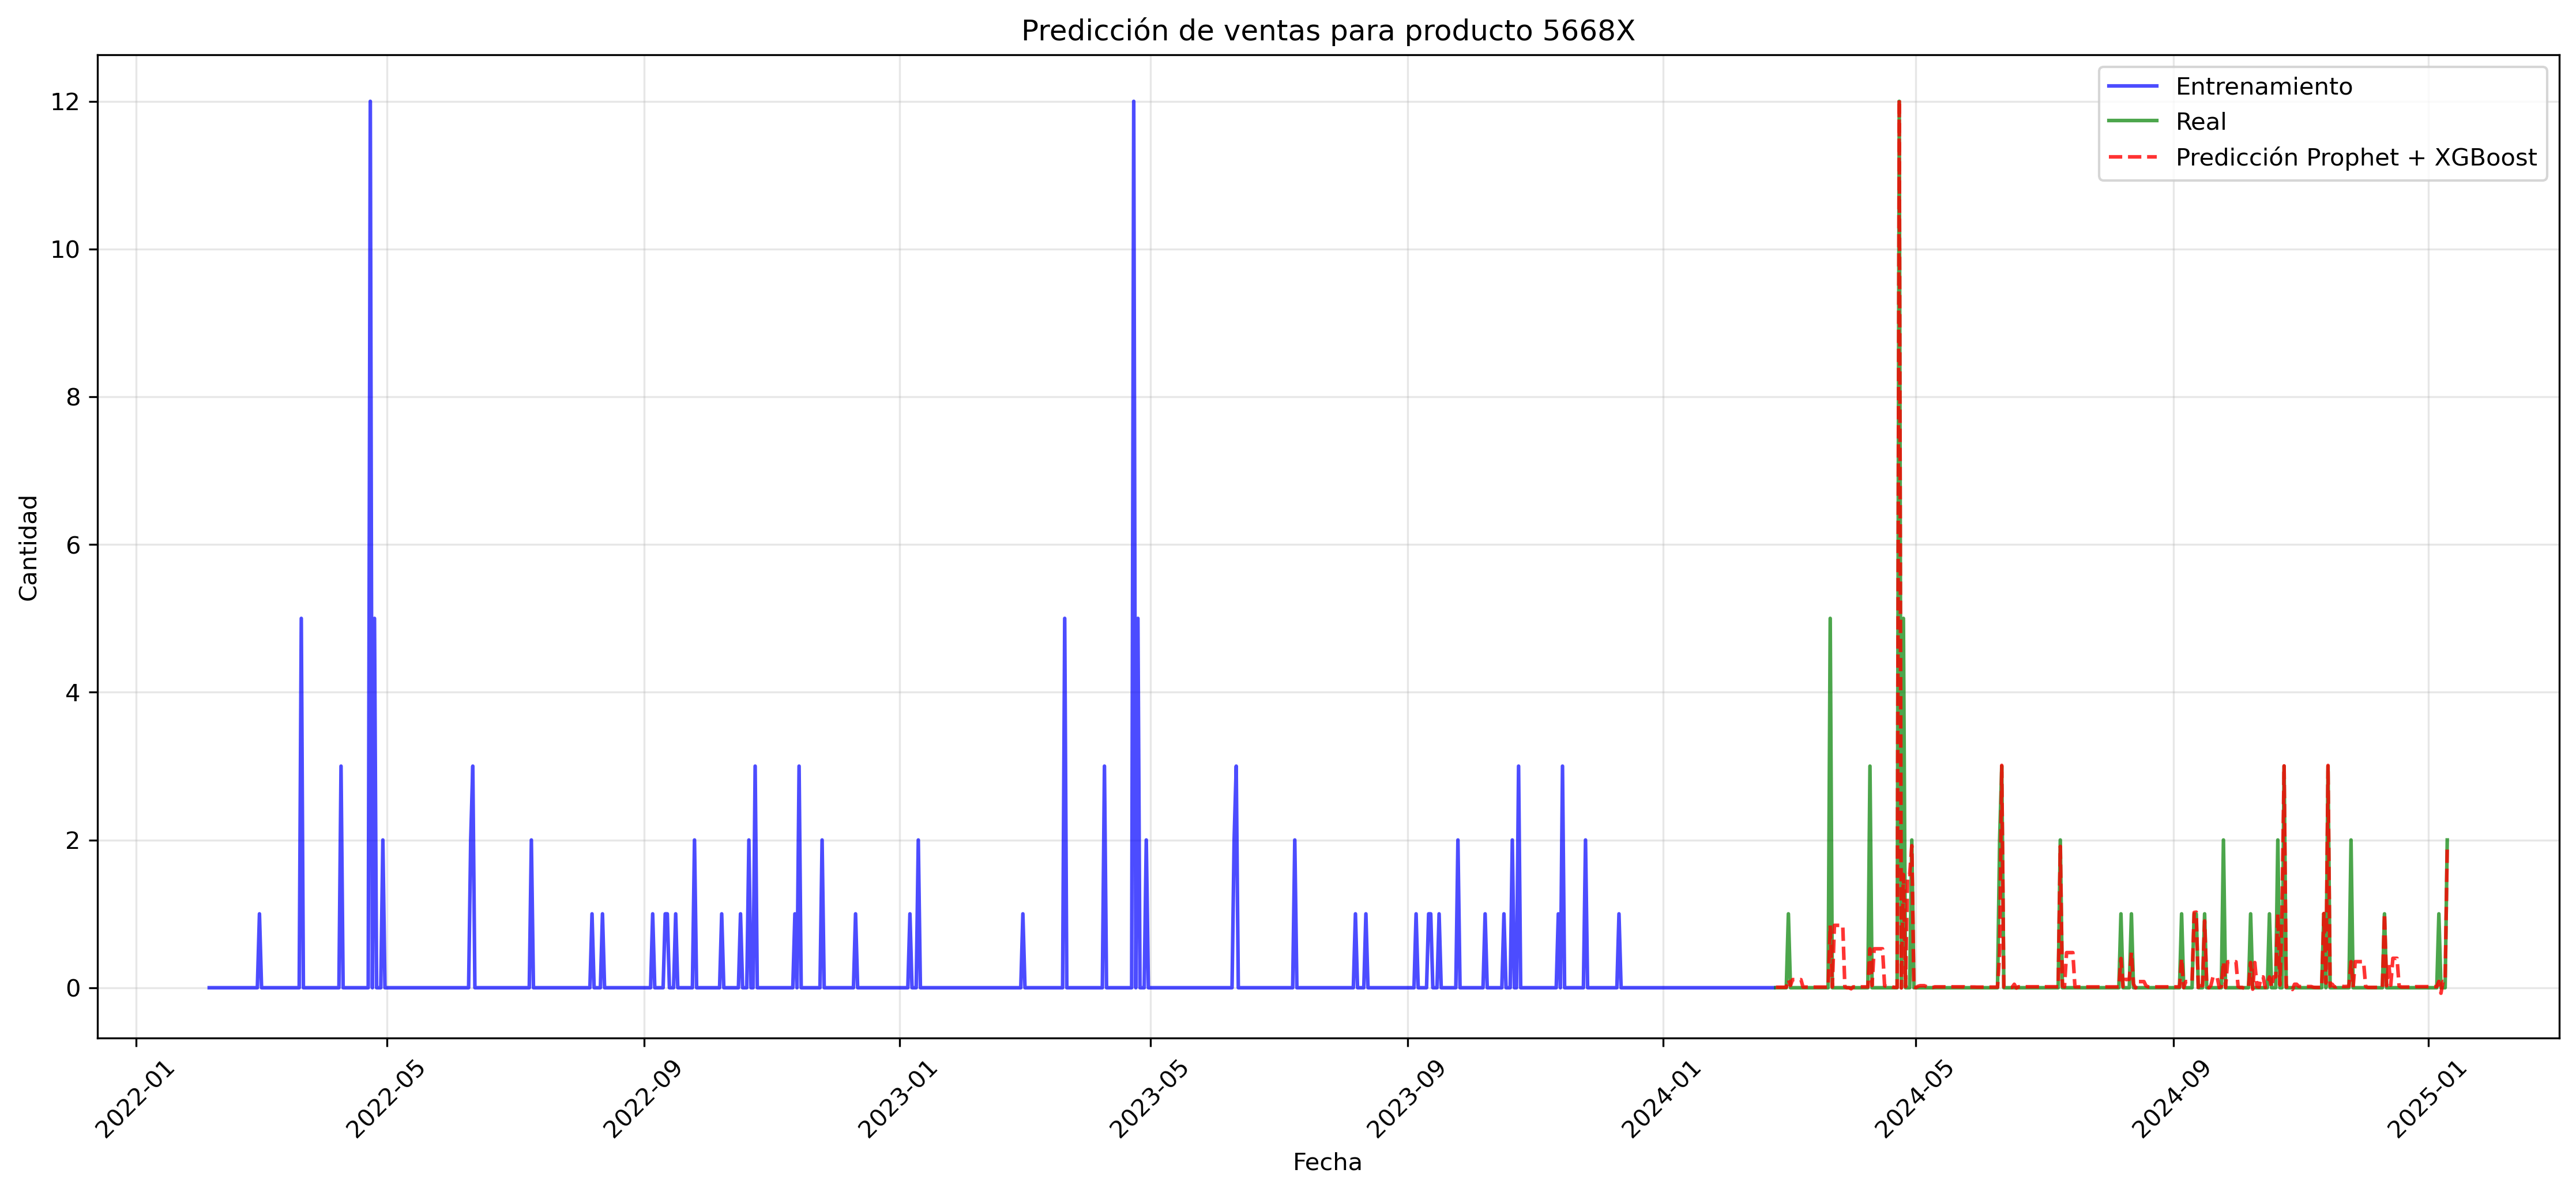 Predicción de ventas para producto 5668X
Entrenamiento
Real
Predicción Prophet + XGBoost
Cantidad
12
10
8
6
4
2
0
2022-01
2022-05
2022-09
2023-01
2023-05
2023-09
2024-01
2024-05
2024-09
2025-01
Fecha